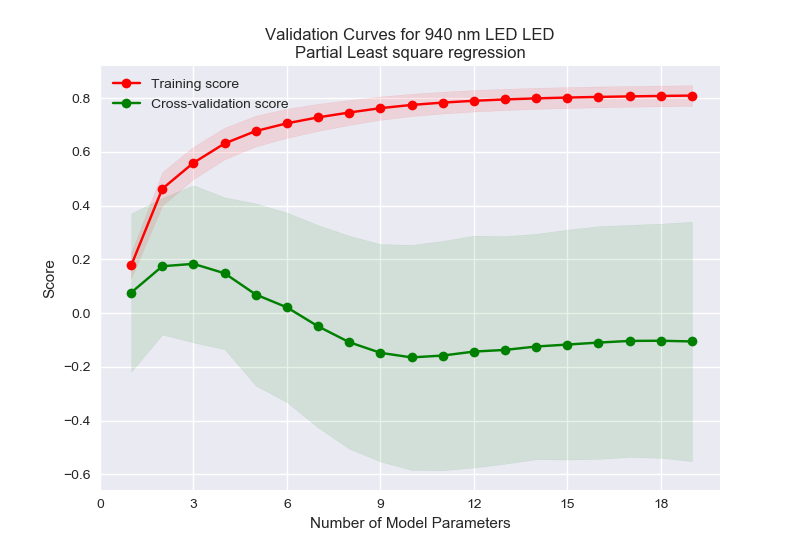 Validation Curves for 940 nm LED LED
Partial Least square regression
Training score
Cross-validation score
0.8
0.6
0.4
0.2
0.0
−0.2
−0.4
−0.6
Score
0
3
6
9
12
15
18
Number of Model Parameters